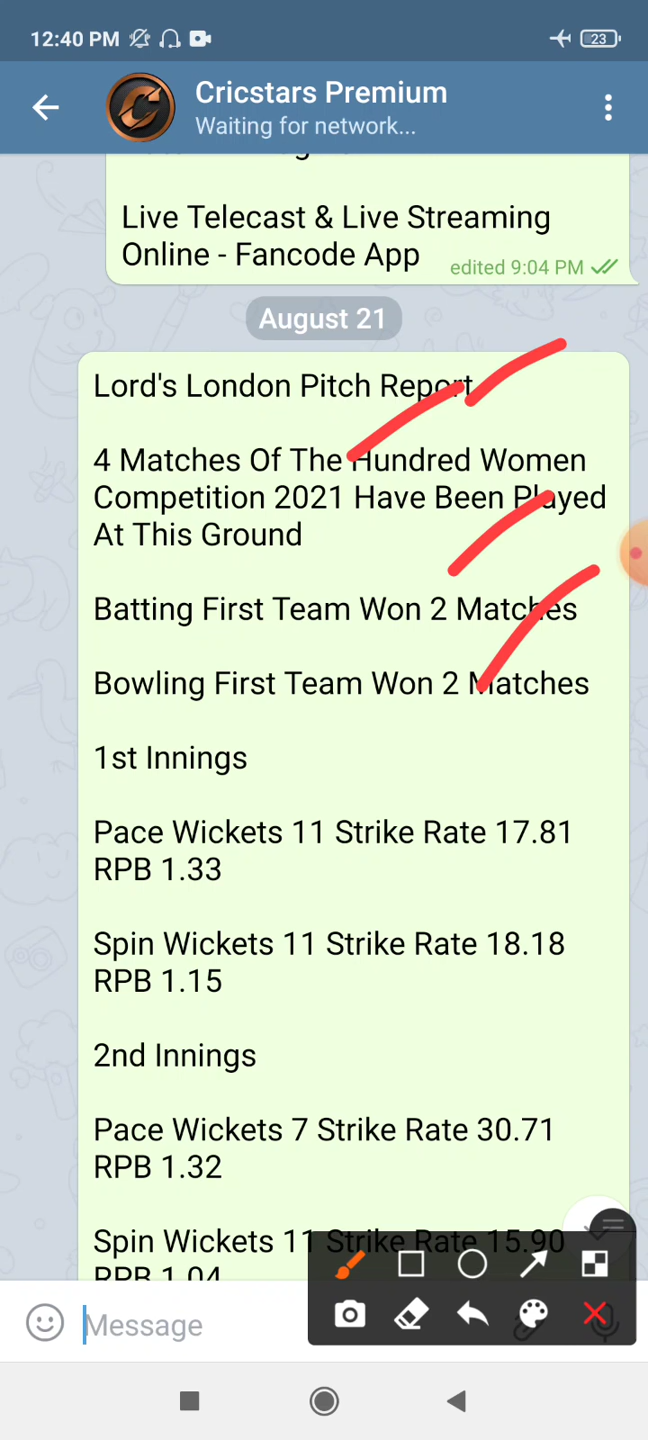 12:40 PM
23
Cricstars Premium
Waiting for network...
Live Telecast & Live Streaming
Online - Fancode App
edited 9:04 PM
August 21
Lord's London Pitch Report
4 Matches Of The Hundred Women
Competition 2021 Have Been Played
At This Ground
Batting First Team Won 2 Matches
Bowling First Team Won 2 Matches
1st Innings
Pace Wickets 11 Strike Rate 17.81
RPB 1.33
Spin Wickets 11 Strike Rate 18.18
RPB 1.15
2nd Innings
Pace Wickets 7 Strike Rate 30.71
RPB 1.32
Spin Wickets 11 Strike Rate 15.90
RPB 1.04
Message